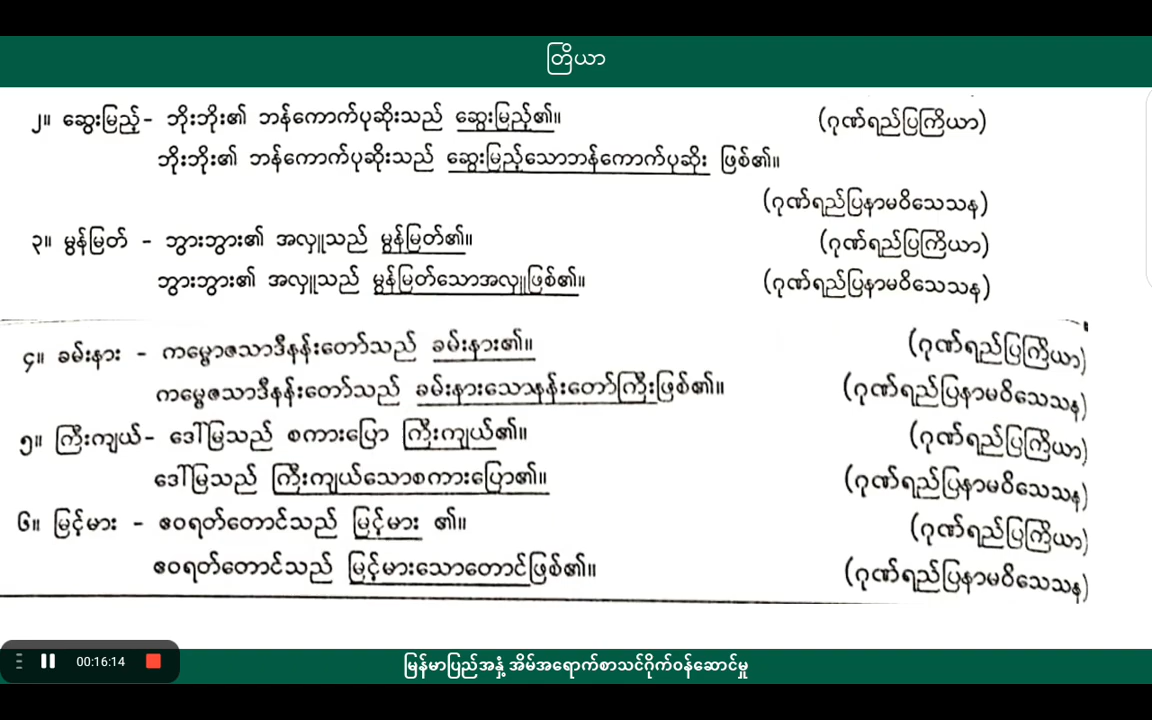 တြိယာ
၂။ ဆွေးမြည့် - ဘိုးဘိုး၏ ဘန်ကောက်ပုဆိုးသည် ဆွေးမြည့်၏။ (ဂုဏ်ရည်ပြကြိယာ)
ဘိုးဘိုး၏ ဘန်ကောက်ပုဆိုးသည် ဆွေးမြည့်သောဘန်ကောက်ပုဆိုး ဖြစ်၏။
(ဂုဏ်ရည်ပြနာမဝိသေသန)
၃။ မွန်မြတ် - ဘွားဘွား၏ အလှူသည် မွန်မြတ်၏။ (ဂုဏ်ရည်ပြကြိယာ)
ဘွားဘွား၏ အလှူသည် မွန်မြတ်သောအလှူဖြစ်၏။ (ဂုဏ်ရည်ပြနာမဝိသေသန)
၄။ ခမ်းနား - ကမ္ဗောဇသာဒီနန်းတော်သည် ခမ်းနား၏။ (ဂုဏ်ရည်ပြကြိယာ)
ကမ္ဗေဇသာဒီနန်းတော်သည် ခမ်းနားသောနန်းတော်ကြီးဖြစ်၏။ (ဂုဏ်ရည်ပြနာမဝိသေသန)
၅။ ကြီးကျယ် - ဒေါ်မြသည် စကားပြော ကြီးကျယ်၏။ (ဂုဏ်ရည်ပြကြိယာ)
ဒေါ်မြသည် ကြီးကျယ်သောစကားပြော၏။ (ဂုဏ်ရည်ပြနာမဝိသေသန)
၆။ မြင့်မား - ဧဝရတ်တောင်သည် မြင့်မား ၏။ (ဂုဏ်ရည်ပြကြိယာ)
ဧဝရတ်တောင်သည် မြင့်မားသောတောင်ဖြစ်၏။ (ဂုဏ်ရည်ပြနာမဝိသေသန)
00:16:14
မြန်မာပြည်အနှံ့ အိမ်အရောက်စာသင်ဂိုက်ဝန်ဆောင်မှု